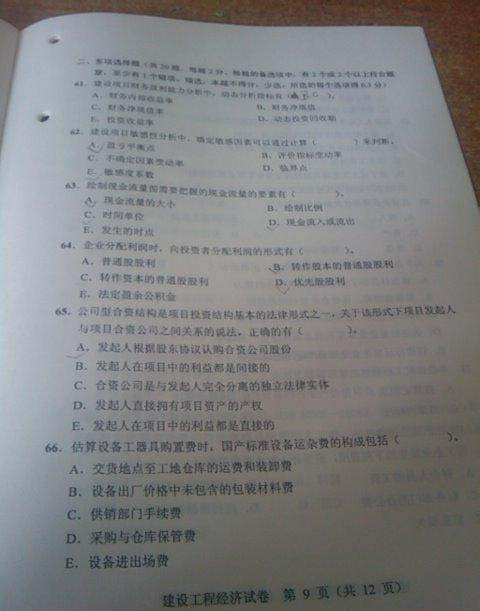 二、多项选择题（共20题，每题2分。每题的备选项中，有2个或2个以上符合题
意，至少有1个错项。错选，本题不得分；少选，所选的每个选项得0.5分）
61. 建设项目财务盈利能力分析中，动态分析指标有（ ）。
A. 财务内部收益率
B. 财务净现值
C. 财务净现值率
D. 动态投资回收期
E. 投资收益率
62. 建设项目敏感性分析中，确定敏感因素可以通过计算（ ）来判断。
A. 盈亏平衡点
B. 评价指标变动率
C. 不确定因素变动率
D. 临界点
E. 敏感度系数
63. 绘制现金流量图需要把握的现金流量的要素有（ ）。
A. 现金流量的大小
B. 绘制比例
C. 时间单位
D. 现金流入或流出
E. 发生的时点
64. 企业分配利润时，向投资者分配利润的形式有（ ）。
A. 普通股股利
B. 转作股本的普通股股利
C. 转作资本的普通股股利
D. 优先股股利
E. 法定盈余公积金
65. 公司型合资结构是项目投资结构基本的法律形式之一，关于该形式下项目发起人
与项目合资公司之间关系的说法，正确的有（ ）。
A. 发起人根据股东协议认购合资公司股份
B. 发起人在项目中的利益都是间接的
C. 合资公司是与发起人完全分离的独立法律实体
D. 发起人直接拥有项目资产的产权
E. 发起人在项目中的利益都是直接的
66. 估算设备工器具购置费时，国产标准设备运杂费的构成包括（ ）。
A. 交货地点至工地仓库的运费和装卸费
B. 设备出厂价格中未包含的包装材料费
C. 供销部门手续费
D. 采购与仓库保管费
E. 设备进出场费
建设工程经济试卷 第 9 页（共 12 页）